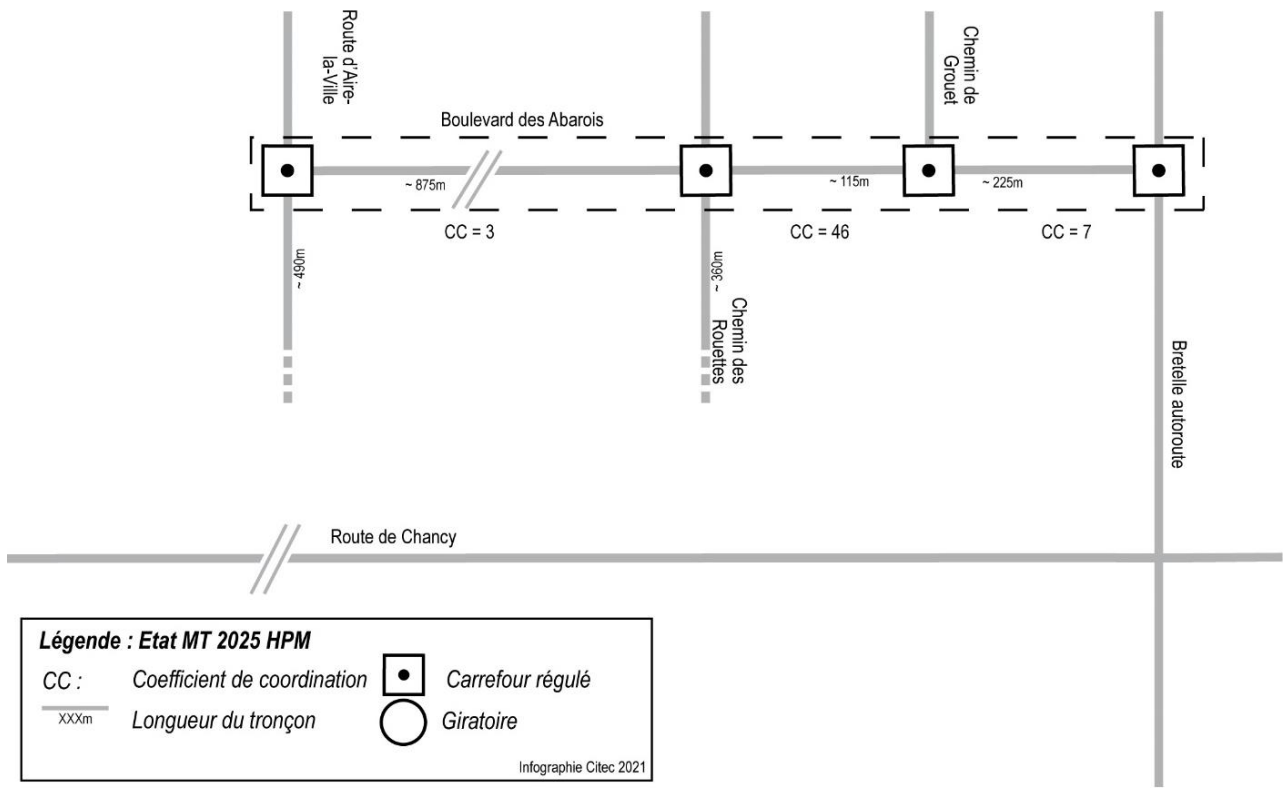 Route d'Aire-
la-Ville
Chemin de
Grouet
Boulevard des Abarois
~ 875m
~ 115m
~ 225m
CC = 3
CC = 46
CC = 7
~ 490m
~ 360m
Chemin des
Rouettes
Bretelle autoroute
Route de Chancy
Légende : Etat MT 2025 HPM
CC :
Coefficient de coordination
Carrefour régulé
XXXm
Longueur du tronçon
Giratoire
Infographie Citec 2021